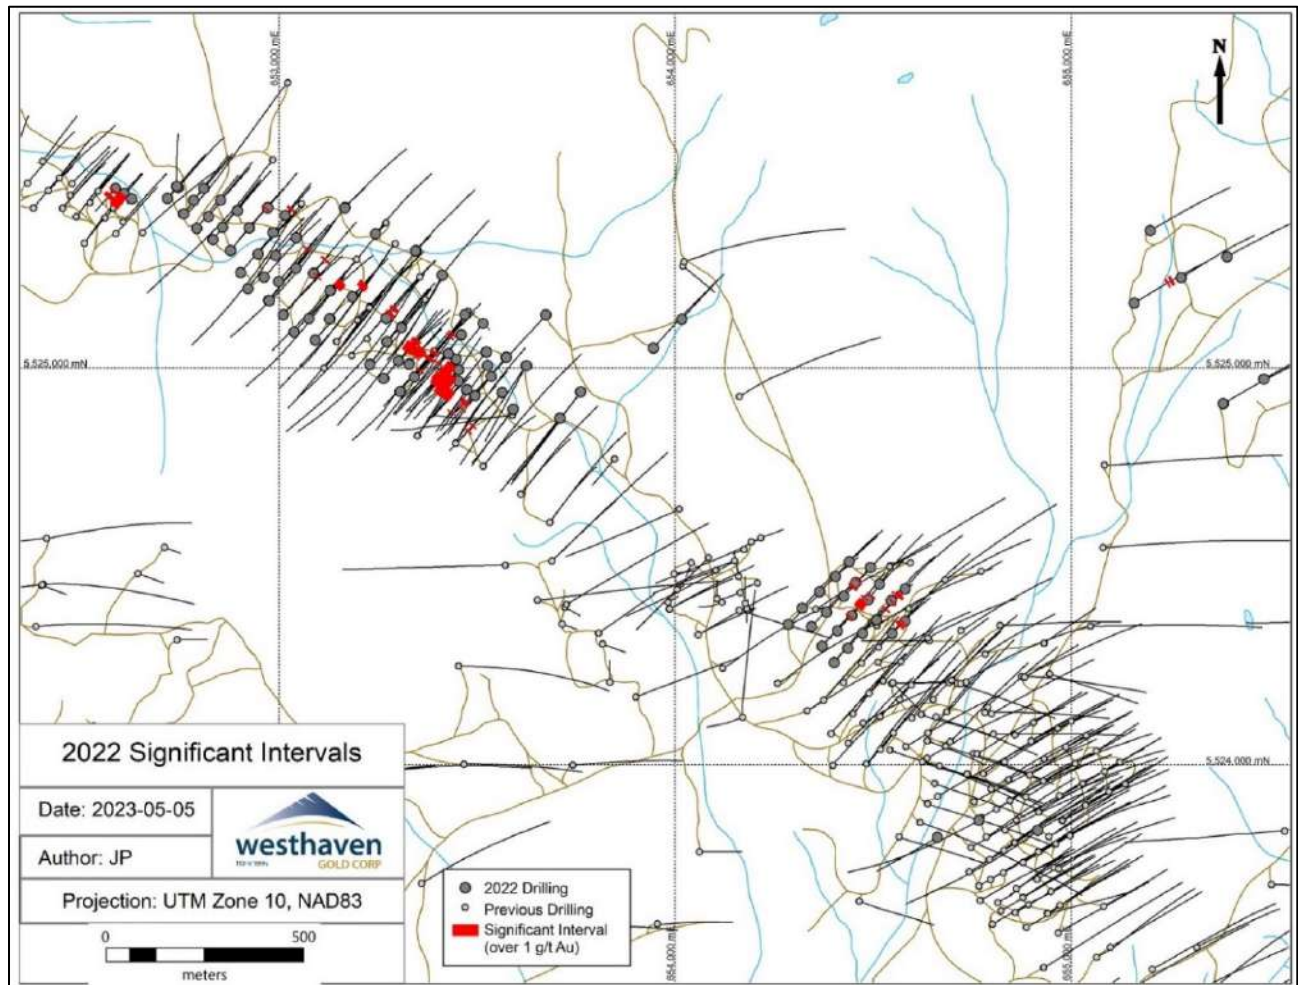 653,000 mE
654,000 mE
655,000 mE
N
5,525,000 mN
5,525,000 mN
5,524,000 mN
2022 Significant Intervals
Date: 2023-05-05
Author: JP
westhaven
GOLD CORP
Projection: UTM Zone 10, NAD83
0 500
meters
2022 Drilling
Previous Drilling
Significant Interval
(over 1 g/t Au)
654,000 mE
655,000 mE